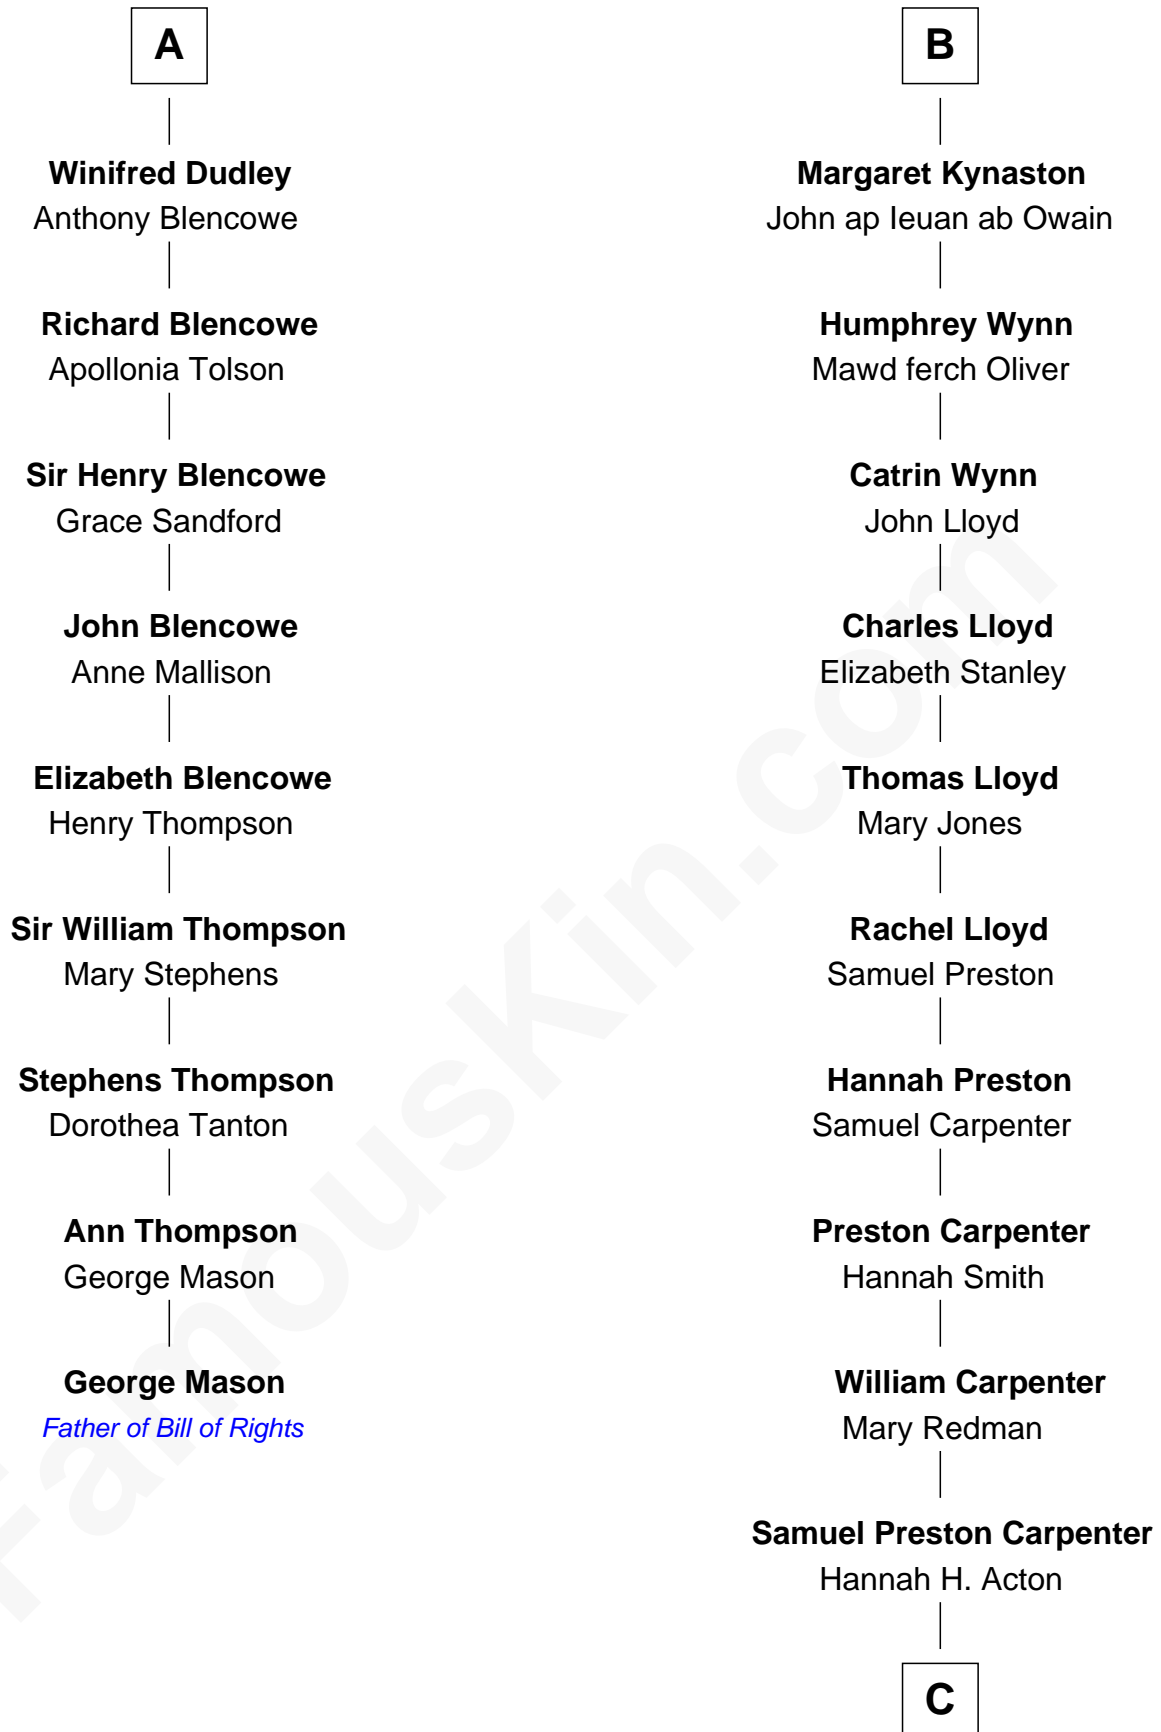 A
Winifred Dudley
Anthony Blencowe
Richard Blencowe
Apollonia Tolson
Sir Henry Blencowe
Grace Sandford
John Blencowe
Anne Mallison
Elizabeth Blencowe
Henry Thompson
Sir William Thompson
Mary Stephens
Stephens Thompson
Dorothea Tanton
Ann Thompson
George Mason
George Mason
Father of Bill of Rights
B
Margaret Kynaston
John ap Ieuan ab Owain
Humphrey Wynn
Mawd ferch Oliver
Catrin Wynn
John Lloyd
Charles Lloyd
Elizabeth Stanley
Thomas Lloyd
Mary Jones
Rachel Lloyd
Samuel Preston
Hannah Preston
Samuel Carpenter
Preston Carpenter
Hannah Smith
William Carpenter
Mary Redman
Samuel Preston Carpenter
Hannah H. Acton
C
FamousKin.com